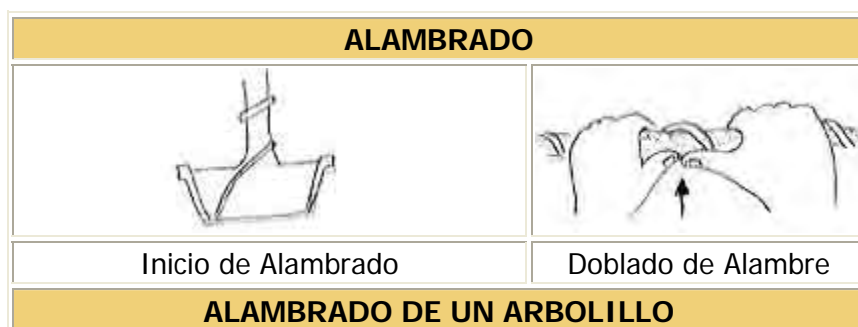 ALAMBRADO
Inicio de Alambrado
Doblado de Alambre
ALAMBRADO DE UN ARBOLILLO